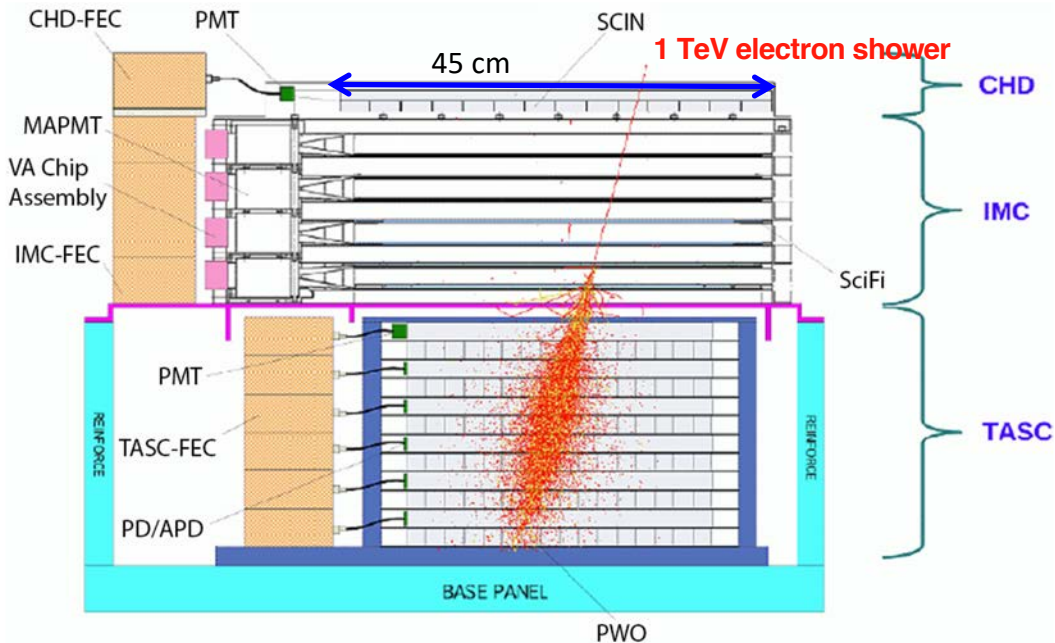 CHD-FEC
PMT
SCIN
1 TeV electron shower
45 cm
CHD
MAPMT
VA Chip
Assembly
IMC-FEC
IMC
SciFi
PMT
TASC-FEC
PD/APD
REINFORCE
REINFORCE
TASC
BASE PANEL
PWO